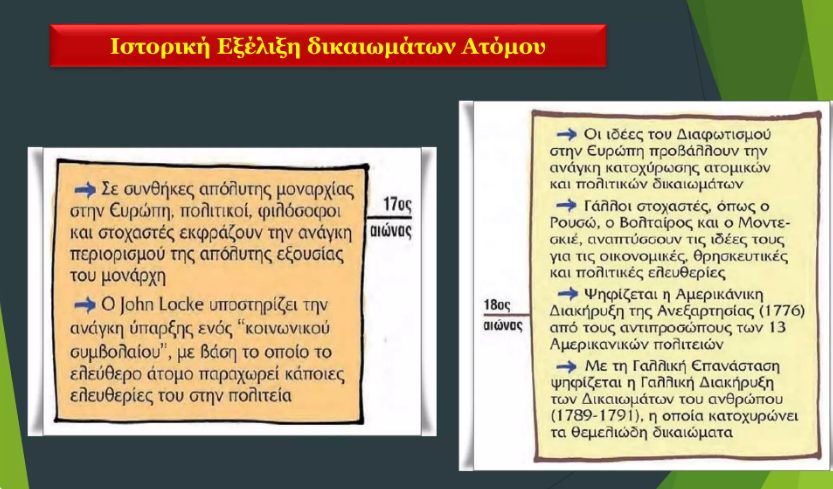 Ιστορική Εξέλιξη δικαιωμάτων Ατόμου
➔ Σε συνθήκες απόλυτης μοναρχίας
στην Ευρώπη, πολιτικοί, φιλόσοφοι
και στοχαστές εκφράζουν την ανάγκη
περιορισμού της απόλυτης εξουσίας
του μονάρχη
➔ Ο John Locke υποστηρίζει την
ανάγκη ύπαρξης ενός “κοινωνικού
συμβολαίου”, με βάση το οποίο το
ελεύθερο άτομο παραχωρεί κάποιες
ελευθερίες του στην πολιτεία
17ος
αιώνας
➔ Οι ιδέες του Διαφωτισμού
στην Ευρώπη προβάλλουν την
ανάγκη κατοχύρωσης ατομικών
και πολιτικών δικαιωμάτων
➔ Γάλλοι στοχαστές, όπως ο
Ρουσώ, ο Βολταίρος και ο Μοντε-
σκιέ, αναπτύσσουν τις ιδέες τους
για τις οικονομικές, θρησκευτικές
και πολιτικές ελευθερίες
➔ Ψηφίζεται η Αμερικάνικη
Διακήρυξη της Ανεξαρτησίας (1776)
από τους αντιπροσώπους των 13
Αμερικανικών πολιτειών
➔ Με τη Γαλλική Επανάσταση
ψηφίζεται η Γαλλική Διακήρυξη
των Δικαιωμάτων του ανθρώπου
(1789-1791), η οποία κατοχυρώνει
τα θεμελιώδη δικαιώματα
18ος
αιώνας